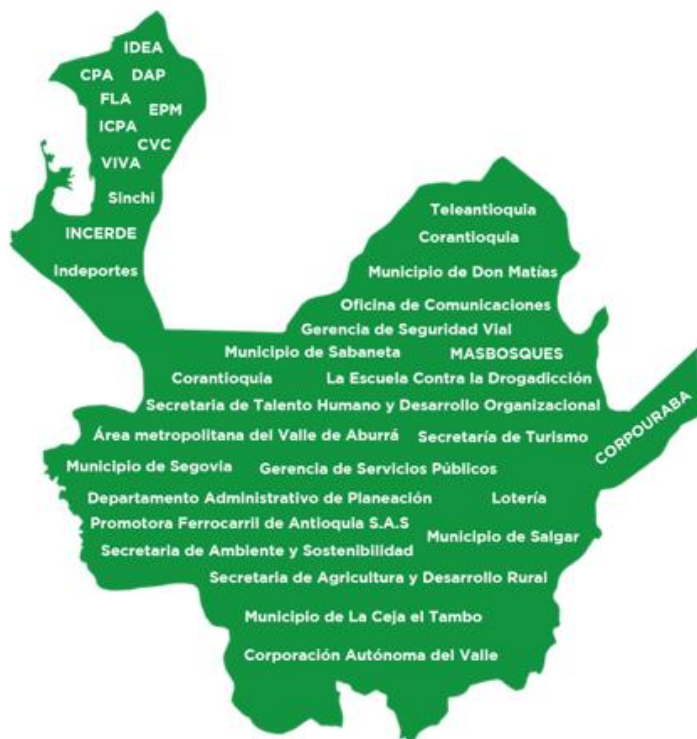 IDEA
CPA DAP
FLA
EPM
ICPA
CVC
VIVA
Sinchi
INCERDE
Indeportes
Teleantioquia
Corantioquia
Municipio de Don Matías
Oficina de Comunicaciones
Gerencia de Seguridad Vial
Municipio de Sabaneta MASBOSQUES
Corantioquia La Escuela Contra la Drogadicción
Secretaria de Talento Humano y Desarrollo Organizacional
Área metropolitana del Valle de Aburrá Secretaría de Turismo
CORPOURABA
Municipio de Segovia Gerencia de Servicios Públicos
Departamento Administrativo de Planeación Lotería
Promotora Ferrocarril de Antioquia S.A.S
Municipio de Salgar
Secretaria de Ambiente y Sostenibilidad
Secretaria de Agricultura y Desarrollo Rural
Municipio de La Ceja el Tambo
Corporación Autónoma del Valle